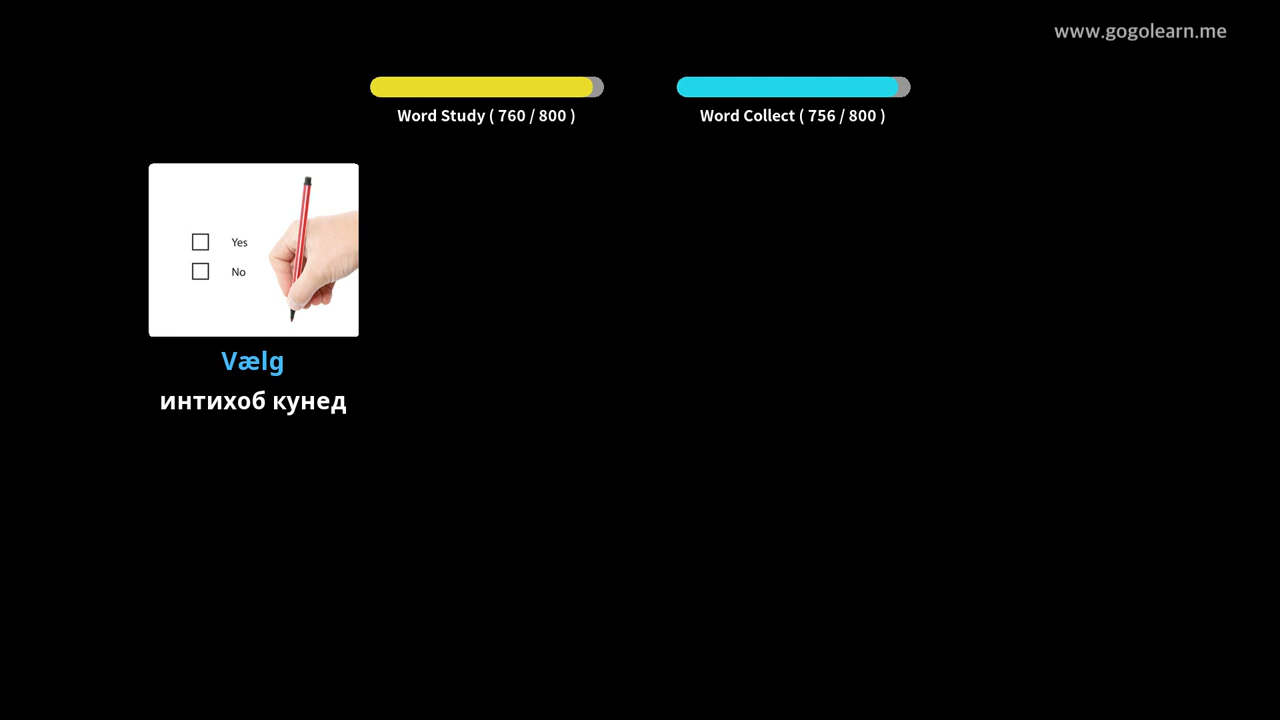 www.gogolearn.me
Word Study ( 760 / 800 )
Word Collect ( 756 / 800 )
Yes
No
Vælg
интихоб кунед